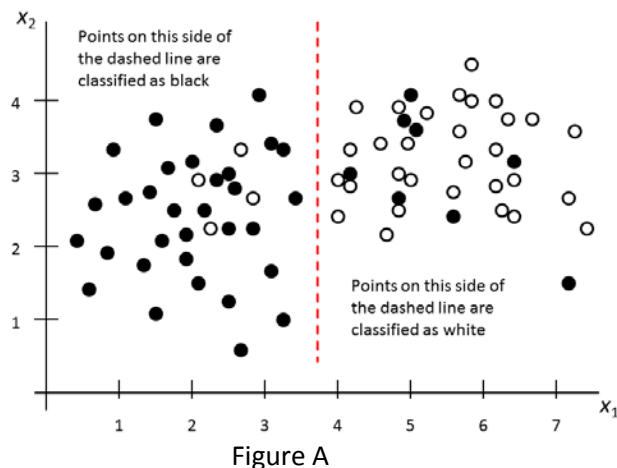 x2
Points on this side of
the dashed line are
classified as black
4
3
2
1
Points on this side of
the dashed line are
classified as white
1 2 3 4 5 6 7
x1
Figure A